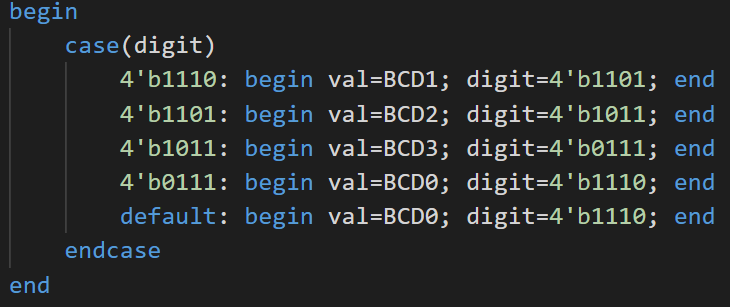 begin
case(digit)
4'b1110: begin val=BCD1; digit=4'b1101; end
4'b1101: begin val=BCD2; digit=4'b1011; end
4'b1011: begin val=BCD3; digit=4'b0111; end
4'b0111: begin val=BCD0; digit=4'b1110; end
default: begin val=BCD0; digit=4'b1110; end
endcase
end